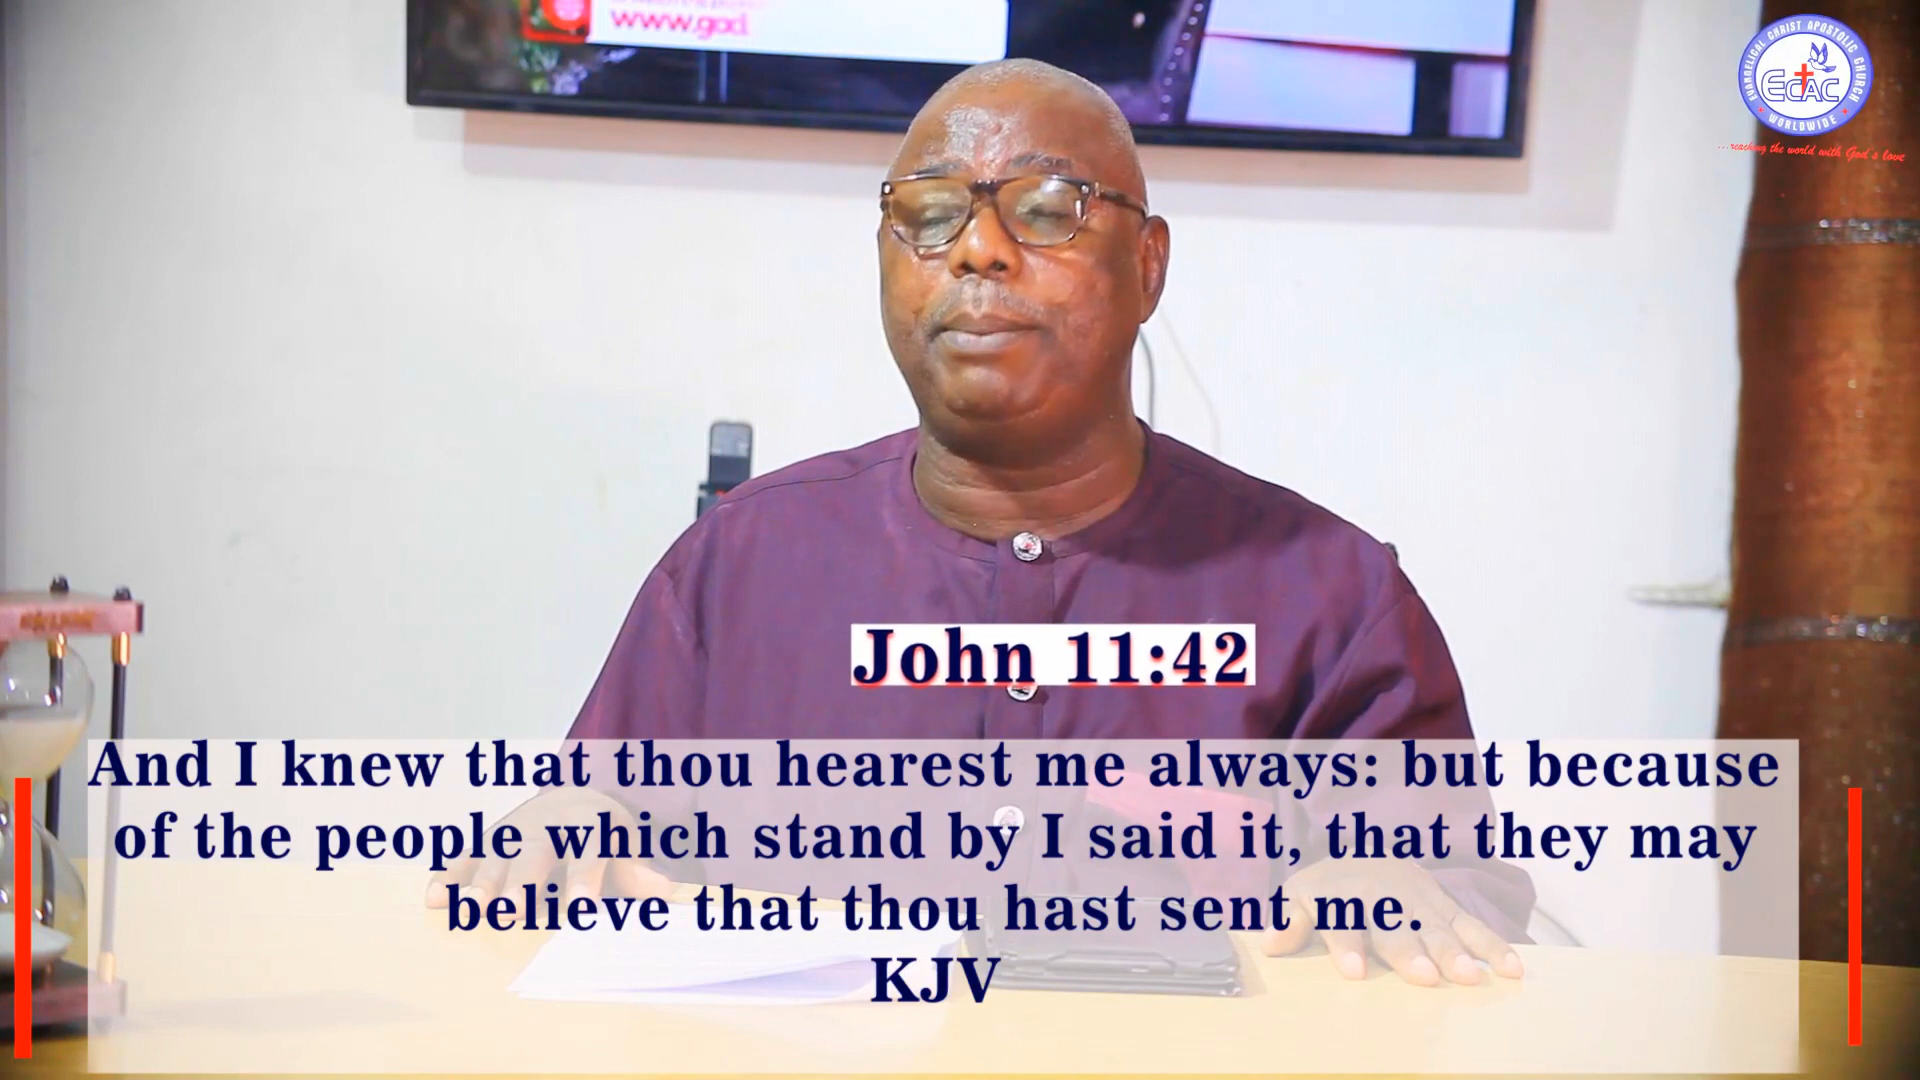 www.god
EVANGELICAL CHRIST APOSTOLIC CHURCH
ECAC
WORLDWIDE
...reaching the world with God's love
John 11:42
And I knew that thou hearest me always: but because
of the people which stand by I said it, that they may
believe that thou hast sent me.
KJV